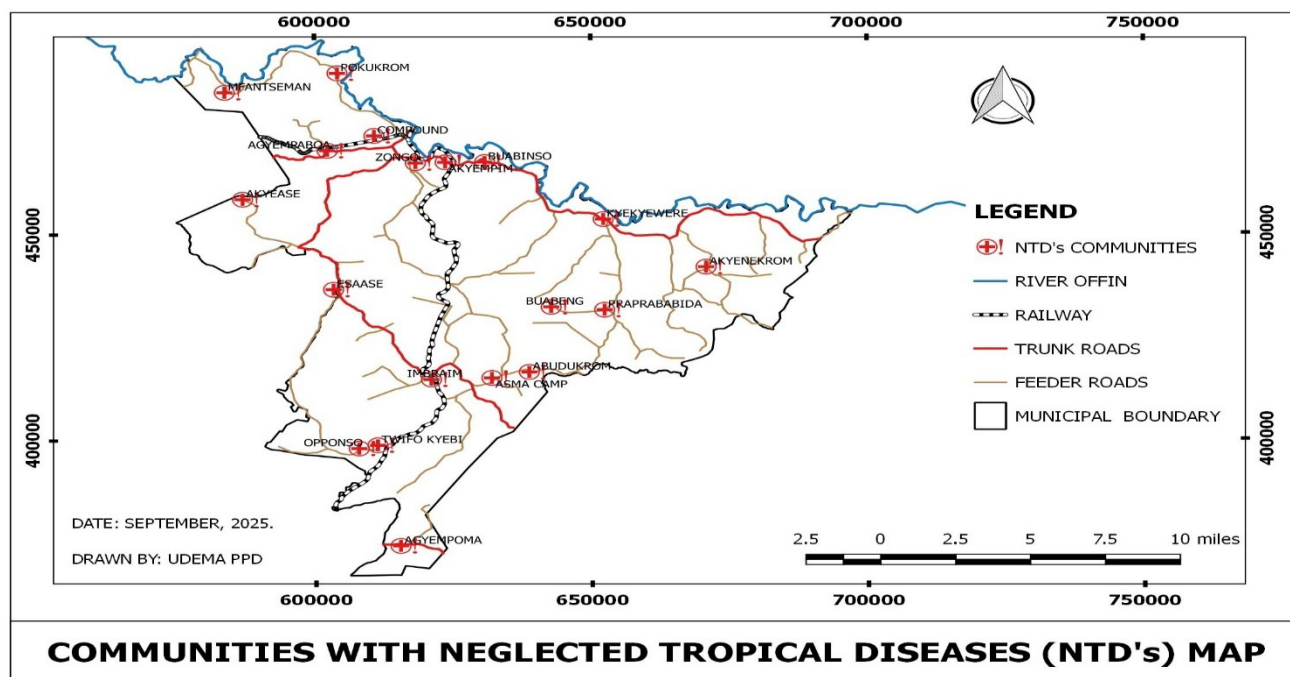 600000 650000 700000 750000
POKUKROM
MFANTSEMAN
COMPOUND
AGYEMPABOA
ZONGO
BUABINSO
AKYEMPIM
AKYEASE
KYEKYEWERE
LEGEND
450000
450000
NTD's COMMUNITIES
AKYENEKROM
RIVER OFFIN
ESAASE
BUABENG
PRAPRABABIDA
RAILWAY
TRUNK ROADS
ABUDUKROM
IMBRAIM
ASMA CAMP
FEEDER ROADS
MUNICIPAL BOUNDARY
400000
400000
OPPONSO
TWIFO KYEBI
DATE: SEPTEMBER, 2025.
AGYEMPOMA
2.5 0 2.5 5 7.5 10 miles
DRAWN BY: UDEMA PPD
600000 650000 700000 750000
COMMUNITIES WITH NEGLECTED TROPICAL DISEASES (NTD's) MAP